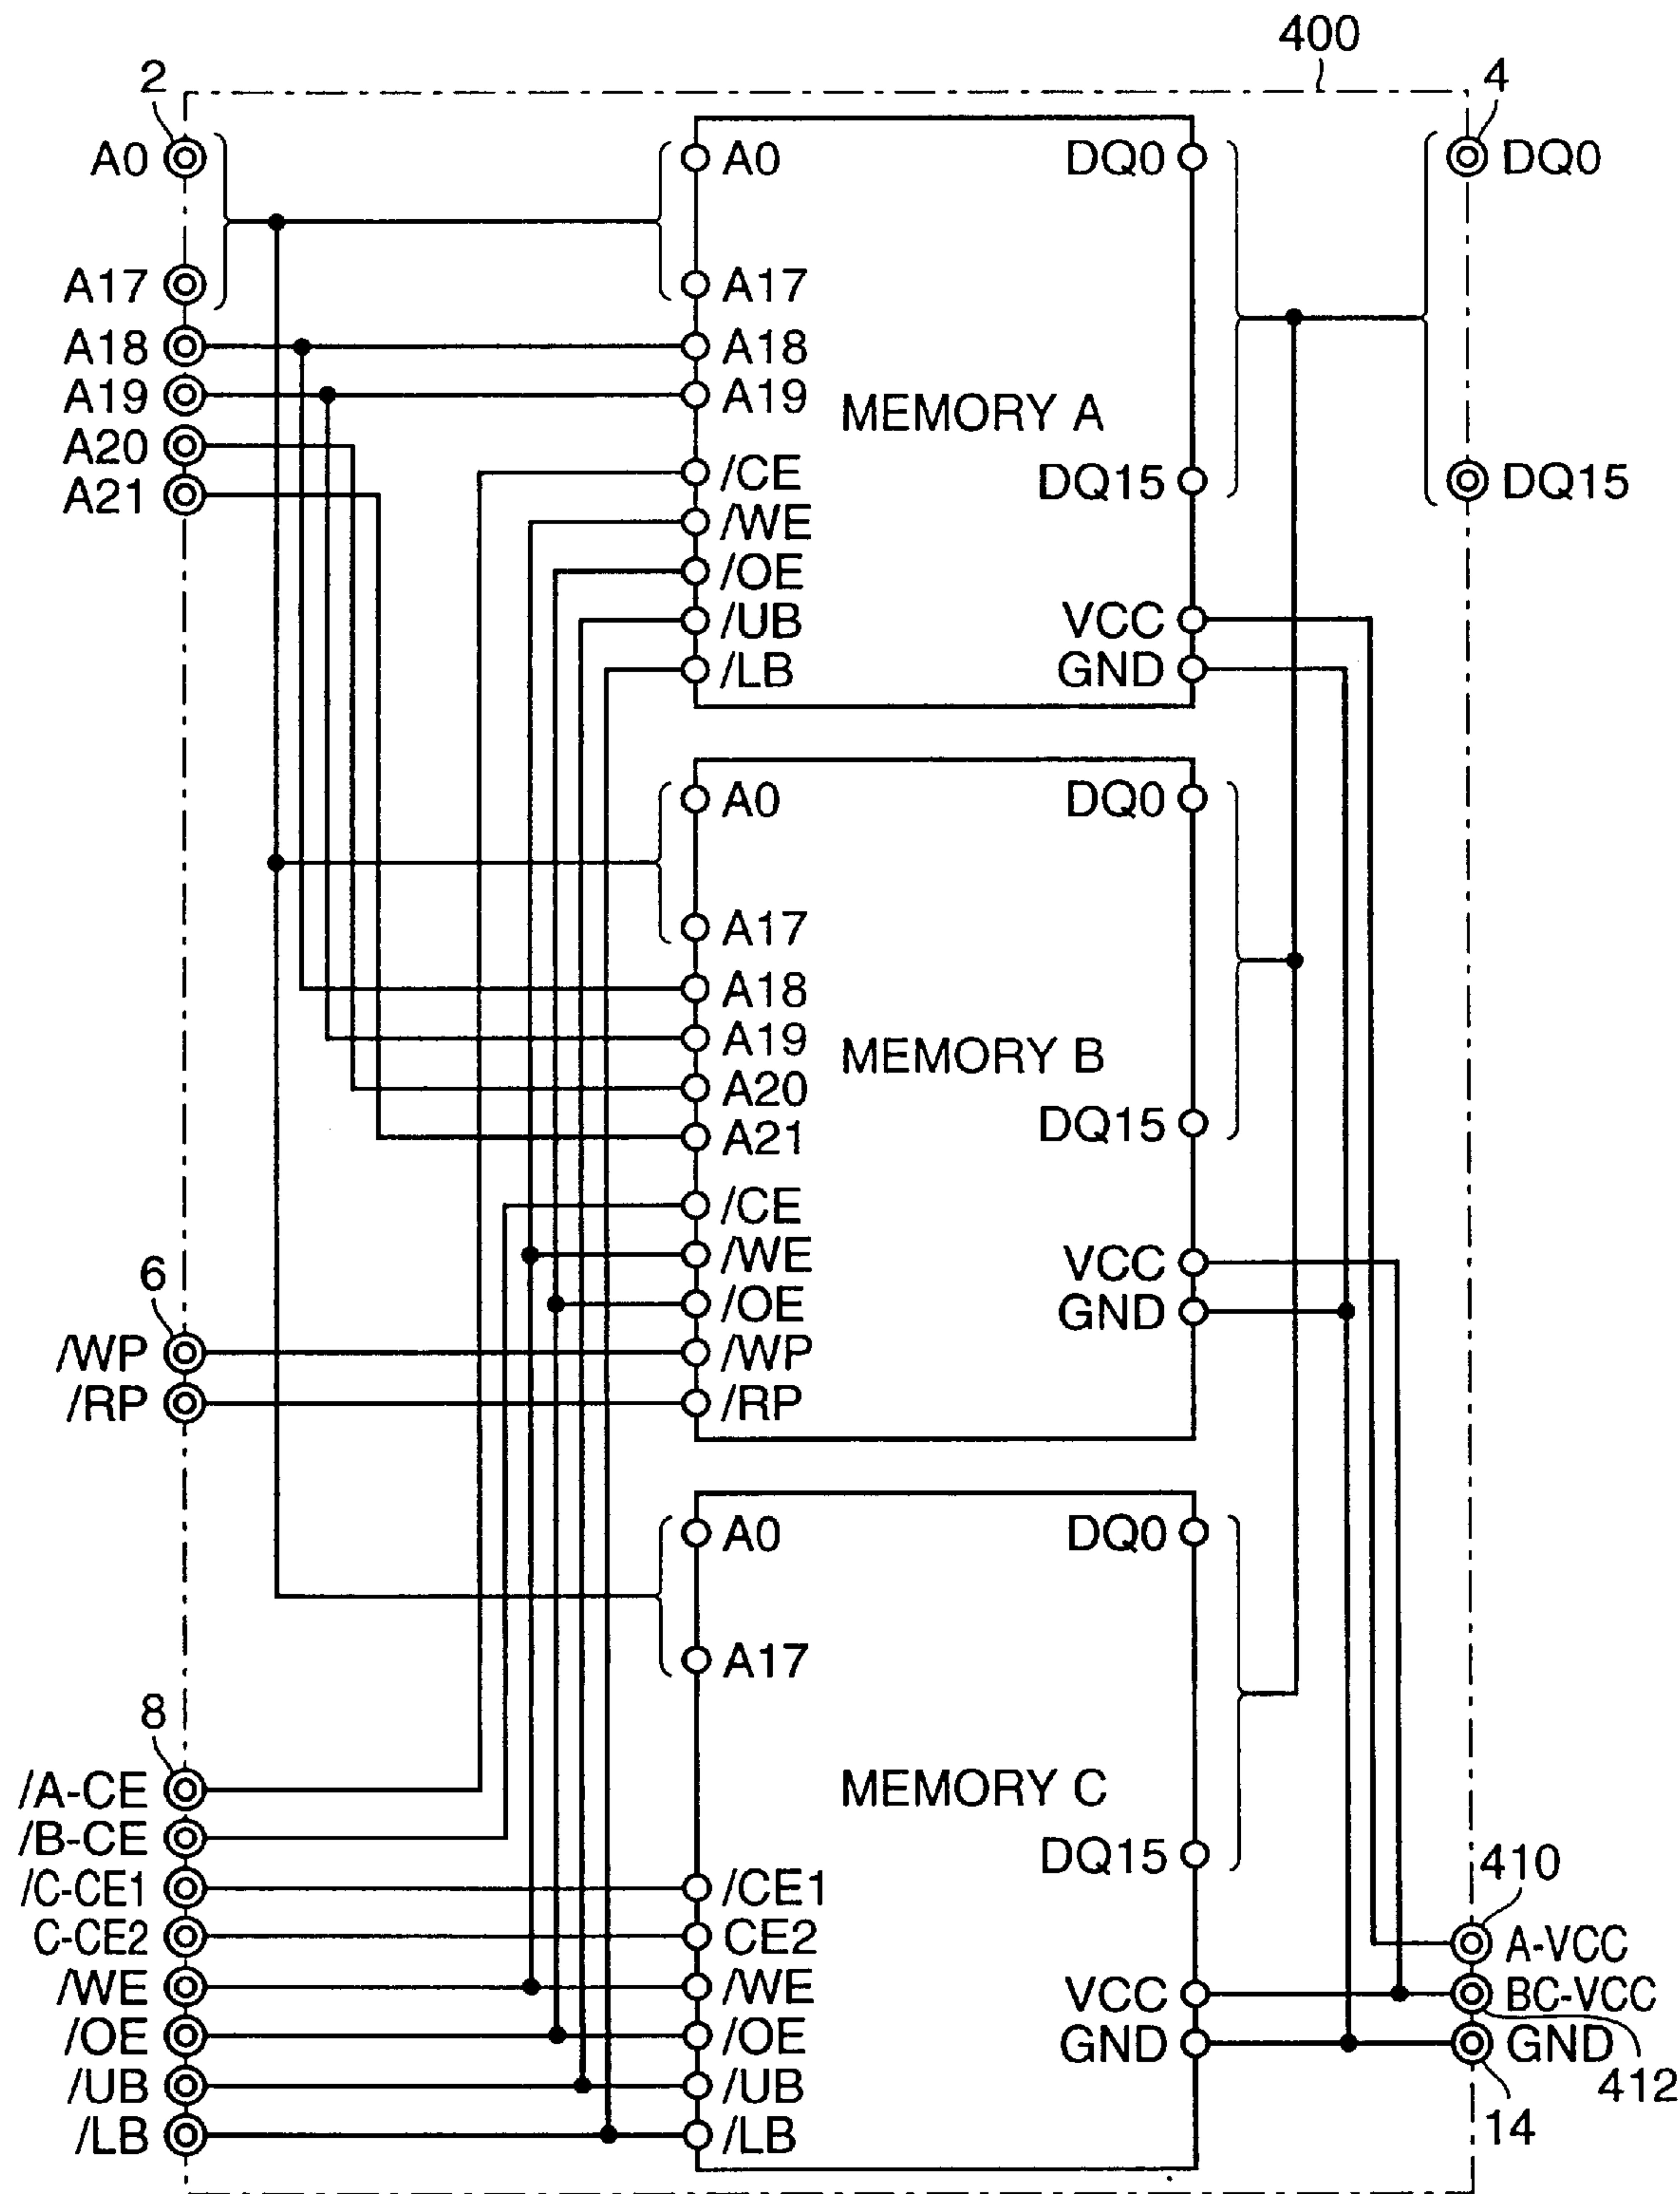 400
2
4
A0
A0
DQ0
DQ0
A17
A17
A18
A18
A19
A19
MEMORY A
A20
A21
/CE
DQ15
DQ15
/WE
/OE
/UB
VCC
/LB
GND
A0
DQ0
A17
A18
A19
MEMORY B
A20
A21
DQ15
/CE
/WE
VCC
/OE
GND
6
/WP
/WP
/RP
/RP
A0
DQ0
A17
8
/A-CE
MEMORY C
/B-CE
DQ15
/C-CE1
/CE1
410
C-CE2
CE2
A-VCC
/WE
/WE
VCC
BC-VCC
/OE
/OE
GND
GND
/UB
/UB
412
/LB
/LB
14